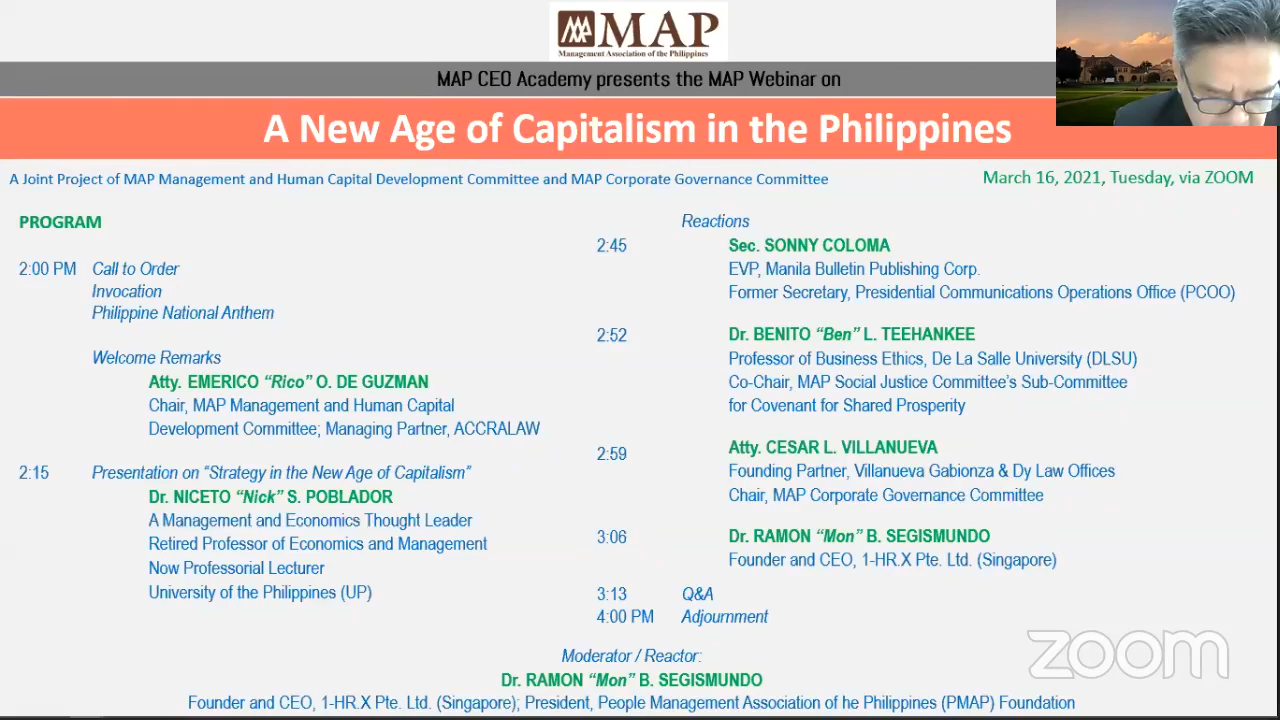 MAP
Management Association of the Philippines
MAP CEO Academy presents the MAP Webinar on
A New Age of Capitalism in the Philippines
A Joint Project of MAP Management and Human Capital Development Committee and MAP Corporate Governance Committee
March 16, 2021, Tuesday, via ZOOM
PROGRAM
2:00 PM Call to Order
Invocation
Philippine National Anthem
Welcome Remarks
Atty. EMERICO "Rico" O. DE GUZMAN
Chair, MAP Management and Human Capital
Development Committee; Managing Partner, ACCRALAW
2:15 Presentation on "Strategy in the New Age of Capitalism"
Dr. NICETO "Nick" S. POBLADOR
A Management and Economics Thought Leader
Retired Professor of Economics and Management
Now Professorial Lecturer
University of the Philippines (UP)
Reactions
2:45 Sec. SONNY COLOMA
EVP, Manila Bulletin Publishing Corp.
Former Secretary, Presidential Communications Operations Office (PCOO)
2:52 Dr. BENITO "Ben" L. TEEHANKEE
Professor of Business Ethics, De La Salle University (DLSU)
Co-Chair, MAP Social Justice Committee's Sub-Committee
for Covenant for Shared Prosperity
2:59 Atty. CESAR L. VILLANUEVA
Founding Partner, Villanueva Gabionza & Dy Law Offices
Chair, MAP Corporate Governance Committee
3:06 Dr. RAMON "Mon" B. SEGISMUNDO
Founder and CEO, 1-HR.X Pte. Ltd. (Singapore)
3:13 Q&A
4:00 PM Adjournment
Moderator / Reactor:
Dr. RAMON "Mon" B. SEGISMUNDO
Founder and CEO, 1-HR.X Pte. Ltd. (Singapore); President, People Management Association of he Philippines (PMAP) Foundation
zoom